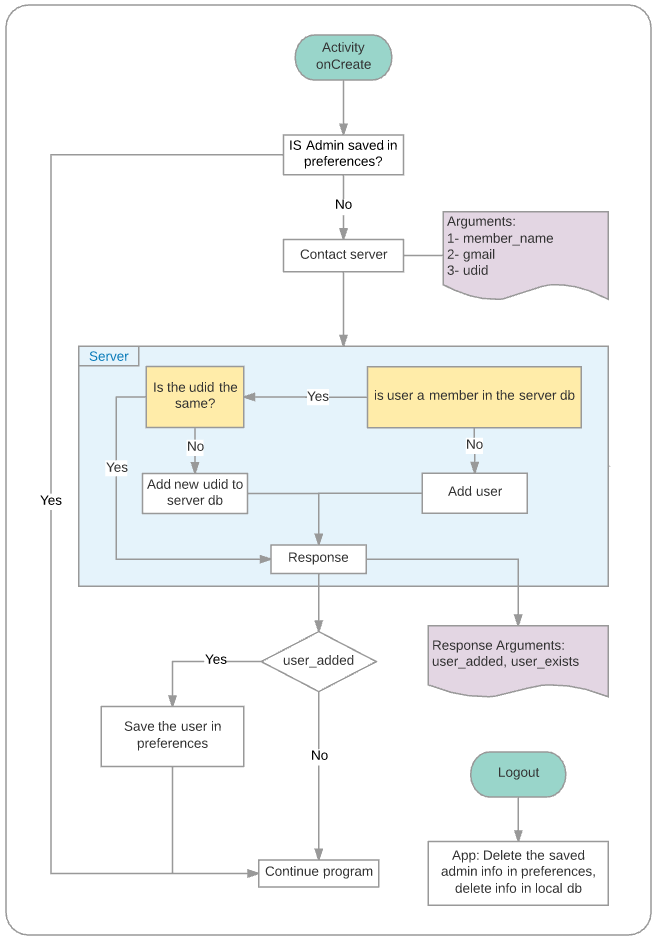 Activity
onCreate
IS Admin saved in
preferences?
No
Arguments:
1- member_name
2- gmail
3- udid
Contact server
Server
Is the udid the
same?
Yes
is user a member in the server db
No
No
Yes
Add new udid to
server db
Add user
Yes
Response
user_added
Response Arguments:
user_added, user_exists
Yes
Save the user in
preferences
No
Logout
Continue program
App: Delete the saved
admin info in preferences,
delete info in local db